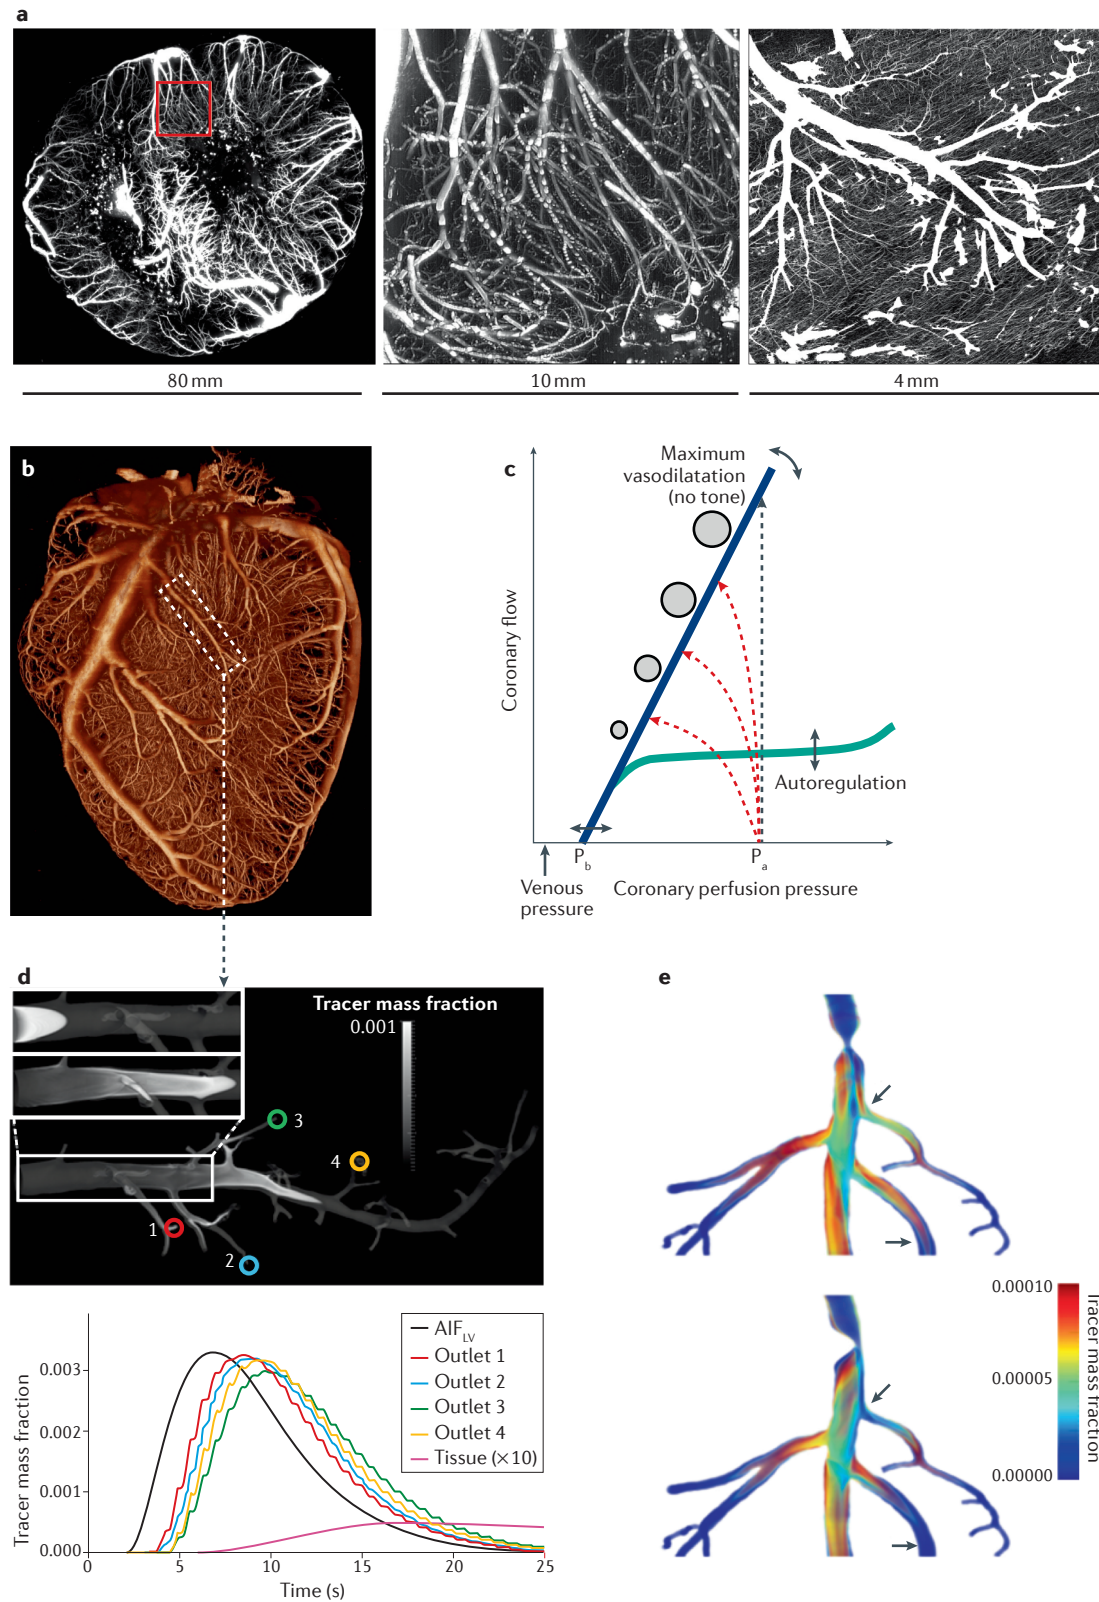 a
80 mm
10 mm
4 mm
b
c
Maximum
vasodilatation
(no tone)
Coronary flow
Autoregulation
P_b
P_a
Venous
pressure
Coronary perfusion pressure
d
Tracer mass fraction
0.001
3
4
1
2
Tracer mass fraction
0.003
0.002
0.001
0.000
0
5
10
15
20
25
Time (s)
AIF_LV
Outlet 1
Outlet 2
Outlet 3
Outlet 4
Tissue (×10)
e
0.00010
0.00005
0.00000
Tracer mass fraction